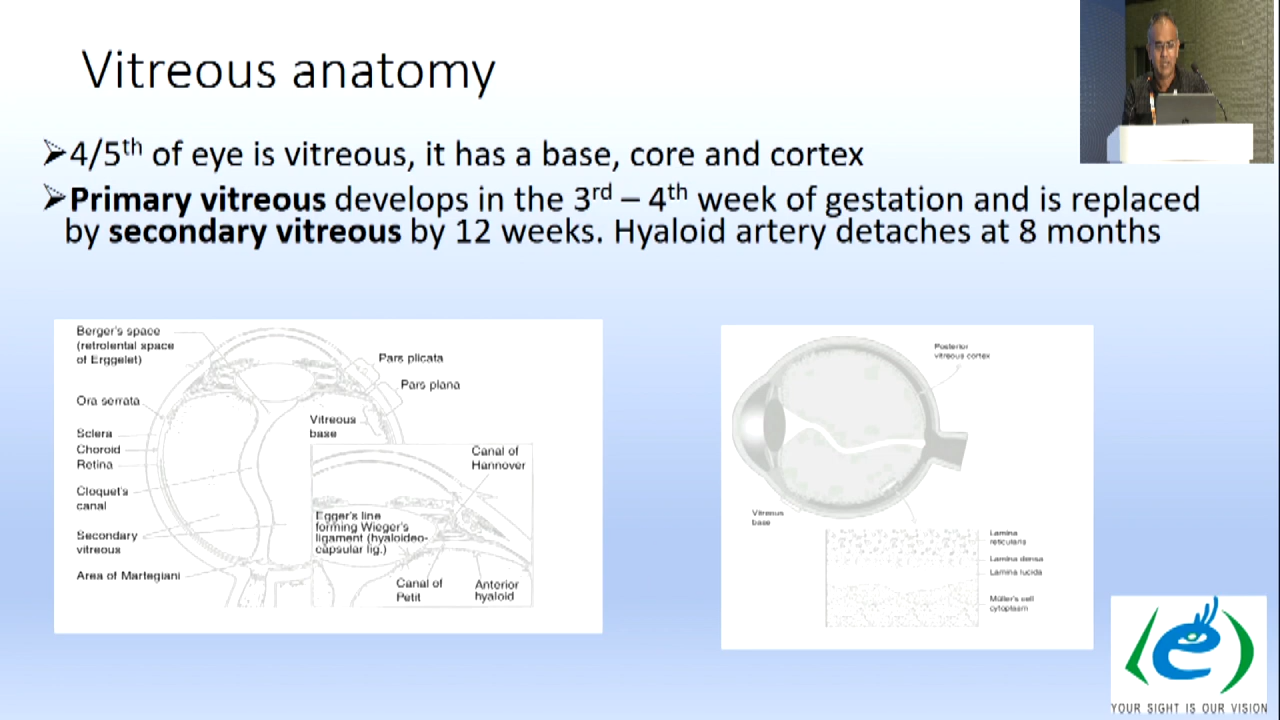 Vitreous anatomy
➢4/5th of eye is vitreous, it has a base, core and cortex
➢Primary vitreous develops in the 3rd – 4th week of gestation and is replaced
by secondary vitreous by 12 weeks. Hyaloid artery detaches at 8 months
Berger's space
(retrolental space
of Erggelet)
Ora serrata
Sclera
Choroid
Retina
Cloquet's
canal
Secondary
vitreous
Area of Martegiani
Pars plicata
Pars plana
Vitreous
base
Canal of
Hannover
Egger's line
forming Wieger's
ligament (hyaloideo-
capsular lig.)
Canal of
Petit
Anterior
hyaloid
Posterior
vitreous cortex
Vitreous
base
Lamina
reticularis
Lamina densa
Lamina lucida
Müller's cell
cytoplasm
(e)
YOUR SIGHT IS OUR VISION